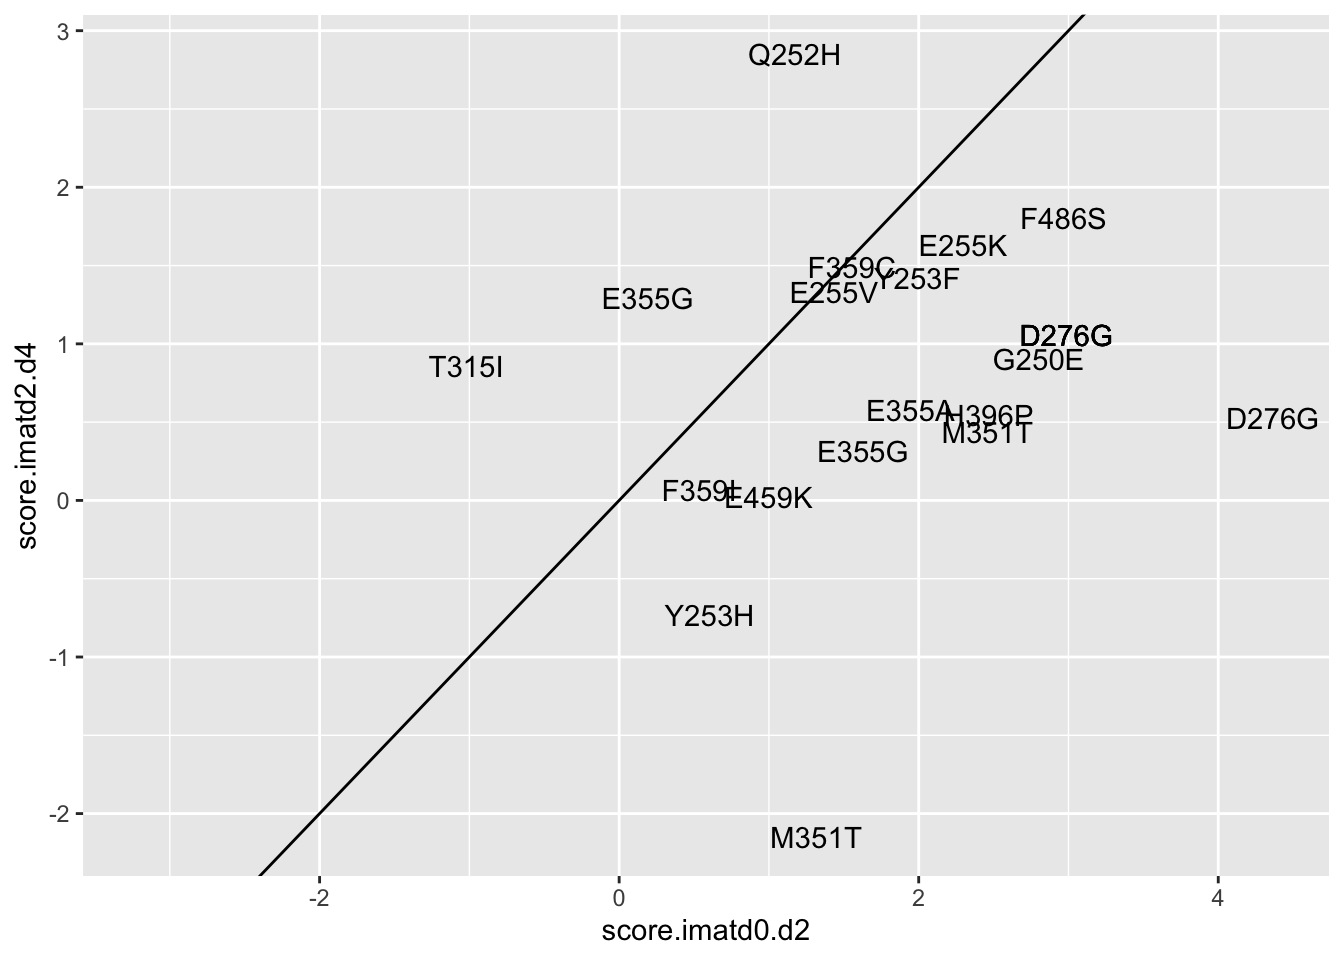 3
Q252H
2
F486S
E255K
F359C
Y253F
E255V
E355G
D276G
1
G250E
T315I
E355A
H396P
D276G
M351T
E355G
F359I
E459K
0
Y253H
-1
-2
M351T
-2
0
2
4
score.imatd0.d2
score.imatd2.d4